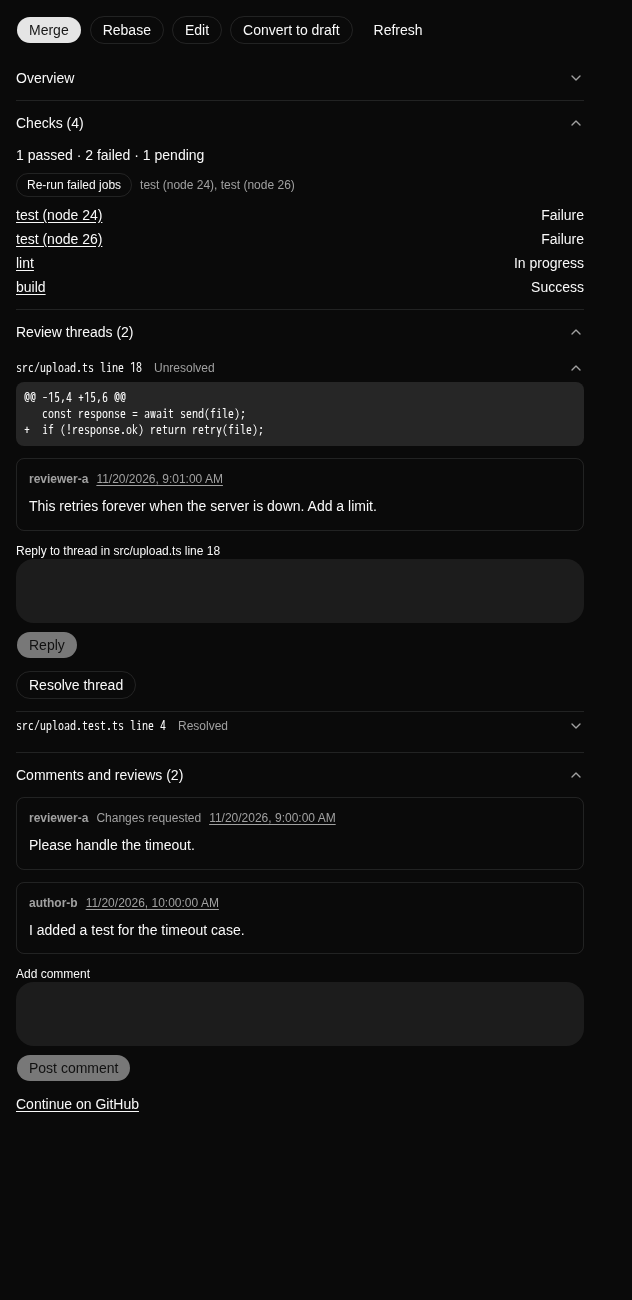 Merge Rebase Edit Convert to draft Refresh
Overview
Checks (4)
1 passed · 2 failed · 1 pending
Re-run failed jobs test (node 24), test (node 26)
test (node 24) Failure
test (node 26) Failure
lint In progress
build Success
Review threads (2)
src/upload.ts line 18 Unresolved
@@ -15,4 +15,6 @@
const response = await send(file);
+ if (!response.ok) return retry(file);
reviewer-a 11/20/2026, 9:01:00 AM
This retries forever when the server is down. Add a limit.
Reply to thread in src/upload.ts line 18
Reply
Resolve thread
src/upload.test.ts line 4 Resolved
Comments and reviews (2)
reviewer-a Changes requested 11/20/2026, 9:00:00 AM
Please handle the timeout.
author-b 11/20/2026, 10:00:00 AM
I added a test for the timeout case.
Add comment
Post comment
Continue on GitHub